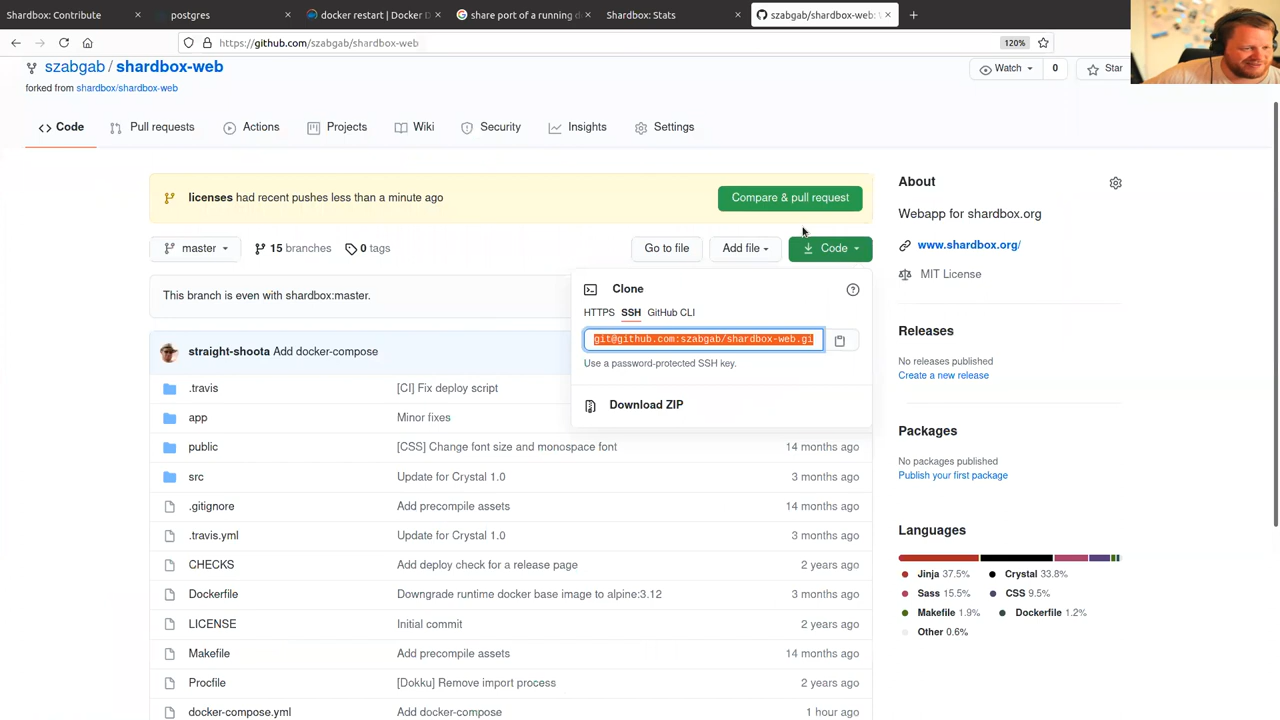 Shardbox: Contribute
postgres
docker restart | Docker D
share port of a running d
Shardbox: Stats
szabgab/shardbox-web: W
https://github.com/szabgab/shardbox-web
120%
szabgab / shardbox-web
forked from shardbox/shardbox-web
Watch
0
Star
Code
Pull requests
Actions
Projects
Wiki
Security
Insights
Settings
licenses had recent pushes less than a minute ago
Compare & pull request
master
15 branches
0 tags
Go to file
Add file
Code
This branch is even with shardbox:master.
Clone
HTTPS
SSH
GitHub CLI
git@github.com:szabgab/shardbox-web.gi
Use a password-protected SSH key.
Download ZIP
straight-shoota Add docker-compose
.travis
[CI] Fix deploy script
app
Minor fixes
public
[CSS] Change font size and monospace font
14 months ago
src
Update for Crystal 1.0
3 months ago
.gitignore
Add precompile assets
14 months ago
.travis.yml
Update for Crystal 1.0
3 months ago
CHECKS
Add deploy check for a release page
2 years ago
Dockerfile
Downgrade runtime docker base image to alpine:3.12
3 months ago
LICENSE
Initial commit
2 years ago
Makefile
Add precompile assets
14 months ago
Procfile
[Dokku] Remove import process
2 years ago
docker-compose.yml
Add docker-compose
1 hour ago
About
Webapp for shardbox.org
www.shardbox.org/
MIT License
Releases
No releases published
Create a new release
Packages
No packages published
Publish your first package
Languages
Jinja 37.5%
Crystal 33.8%
Sass 15.5%
CSS 9.5%
Makefile 1.9%
Dockerfile 1.2%
Other 0.6%